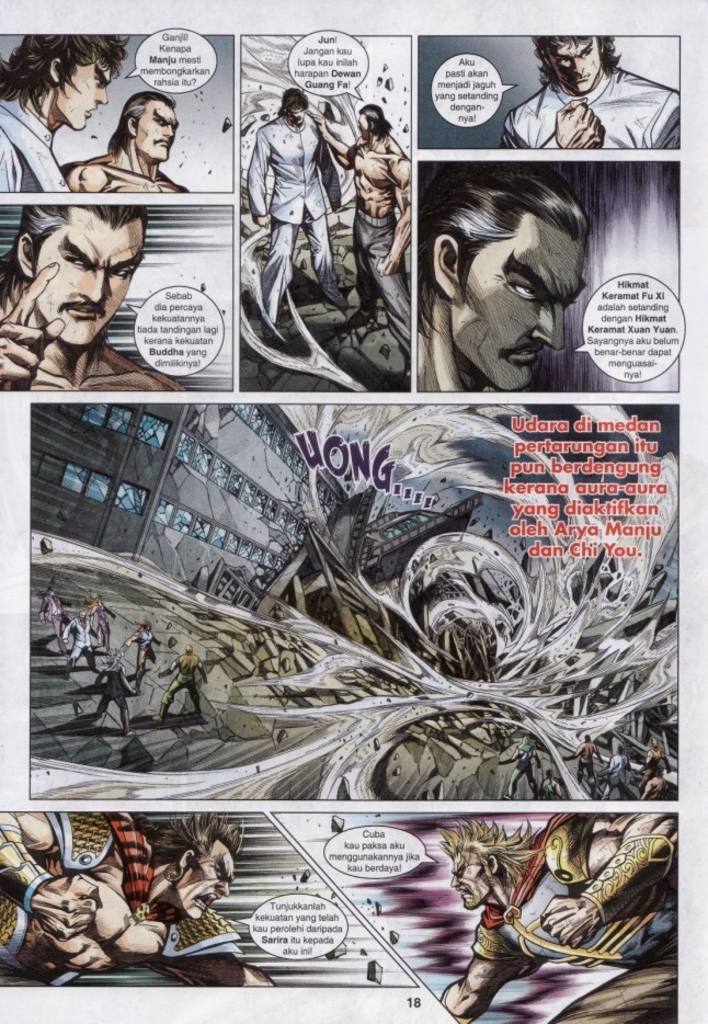 Ganjil!
Kenapa
Manju mesti
membongkarkan
rahsia itu?
Sebab
dia percaya
kekuatannya
tiada tandingan lagi
kerana kekuatan
Buddha yang
dimilikinya!
Jun!
Jangan kau
lupa kau inilah
harapan Dewan
Guang Fa!
Aku
pasti akan
menjadi jaguh
yang setanding
dengan-
nya!
Hikmat
Keramat Fu Xi
adalah setanding
dengan Hikmat
Keramat Xuan Yuan.
Sayangnya aku belum
benar-benar dapat
menguasai-
nya!
UONG....
Udara di medan
pertarungan itu
pun berdengung
kerana aura-aura
yang diaktifkan
oleh Arya Manju
dan Chi You.
Tunjukkanlah
kekuatan yang telah
kau perolehi daripada
Sarira itu kepada
aku ini!
Cuba
kau paksa aku
menggunakannya jika
kau berdaya!
18